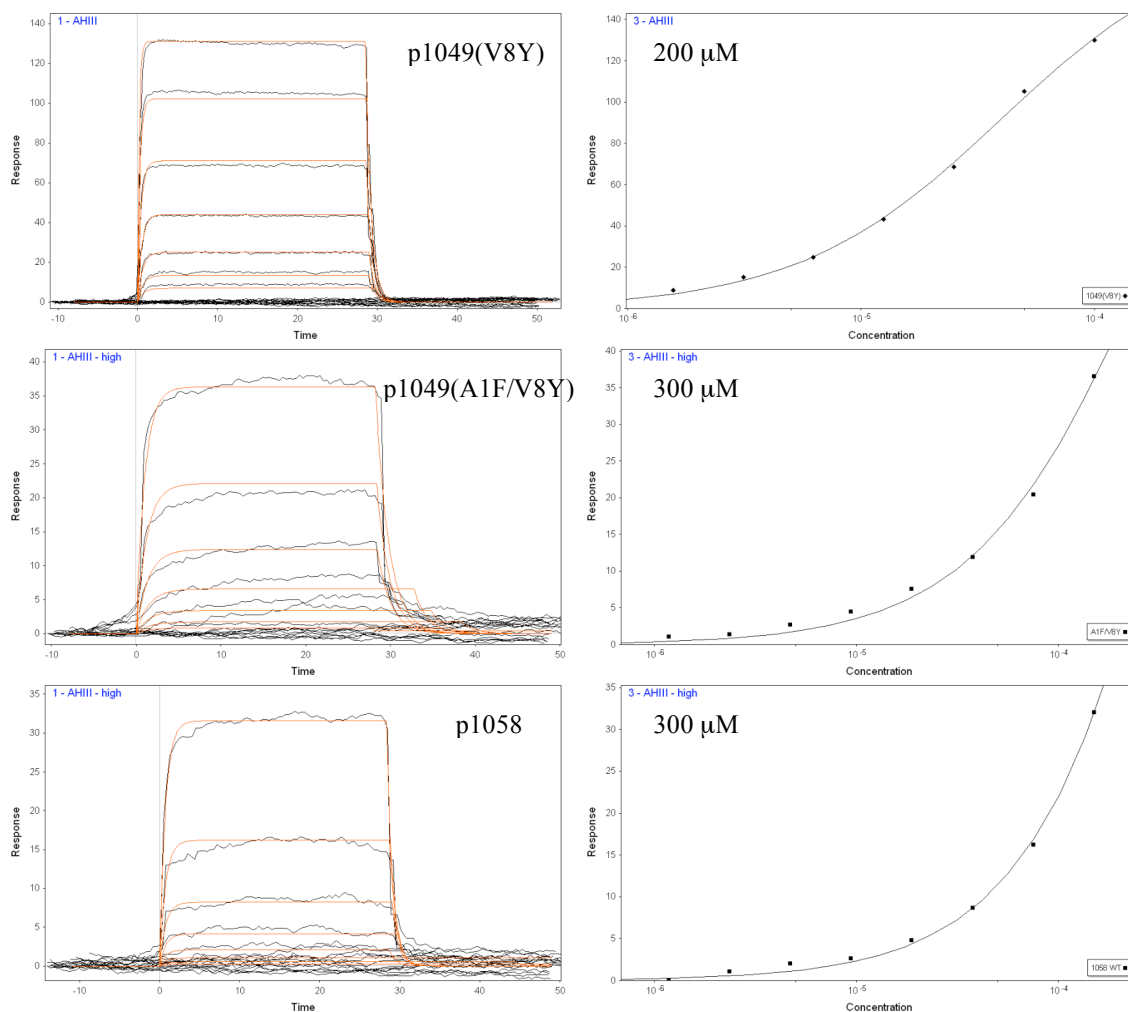 1 - AHIII
p1049(V8Y)
140
120
100
80
60
40
20
0
Response
-10
0
10
20
30
40
50
Time
3 - AHIII
200 µM
140
120
100
80
60
40
20
0
Response
10⁻⁶
10⁻⁵
10⁻⁴
Concentration
1049(V8Y)
1 - AHIII - high
p1049(A1F/V8Y)
40
35
30
25
20
15
10
5
0
Response
-10
0
10
20
30
40
50
Time
3 - AHIII - high
300 µM
40
35
30
25
20
15
10
5
0
Response
10⁻⁶
10⁻⁵
10⁻⁴
Concentration
A1F/V8Y
1 - AHIII - high
p1058
35
30
25
20
15
10
5
0
Response
-10
0
10
20
30
40
50
Time
3 - AHIII - high
300 µM
35
30
25
20
15
10
5
0
Response
10⁻⁶
10⁻⁵
10⁻⁴
Concentration
1058 WT